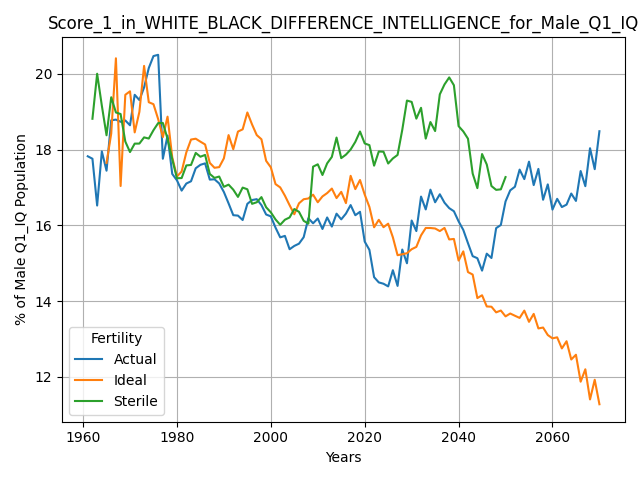 Score_1_in_WHITE_BLACK_DIFFERENCE_INTELLIGENCE_for_Male_Q1_IQ
% of Male Q1_IQ Population
20
18
16
14
12
Fertility
Actual
Ideal
Sterile
1960 1980 2000 2020 2040 2060
Years